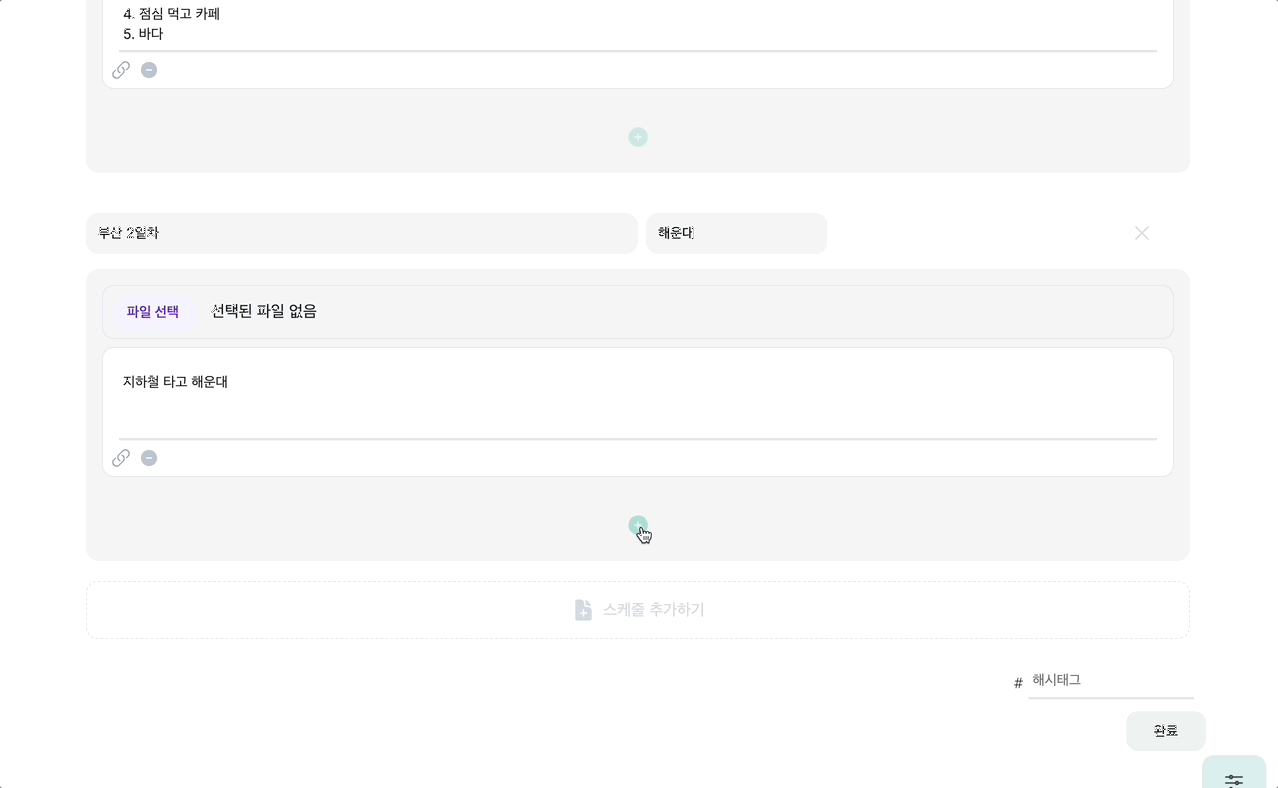 4. 점심 먹고 카페
5. 바다
부산 2일차
해운대
파일 선택
선택된 파일 없음
지하철 타고 해운대
스케줄 추가하기
# 해시태그
완료